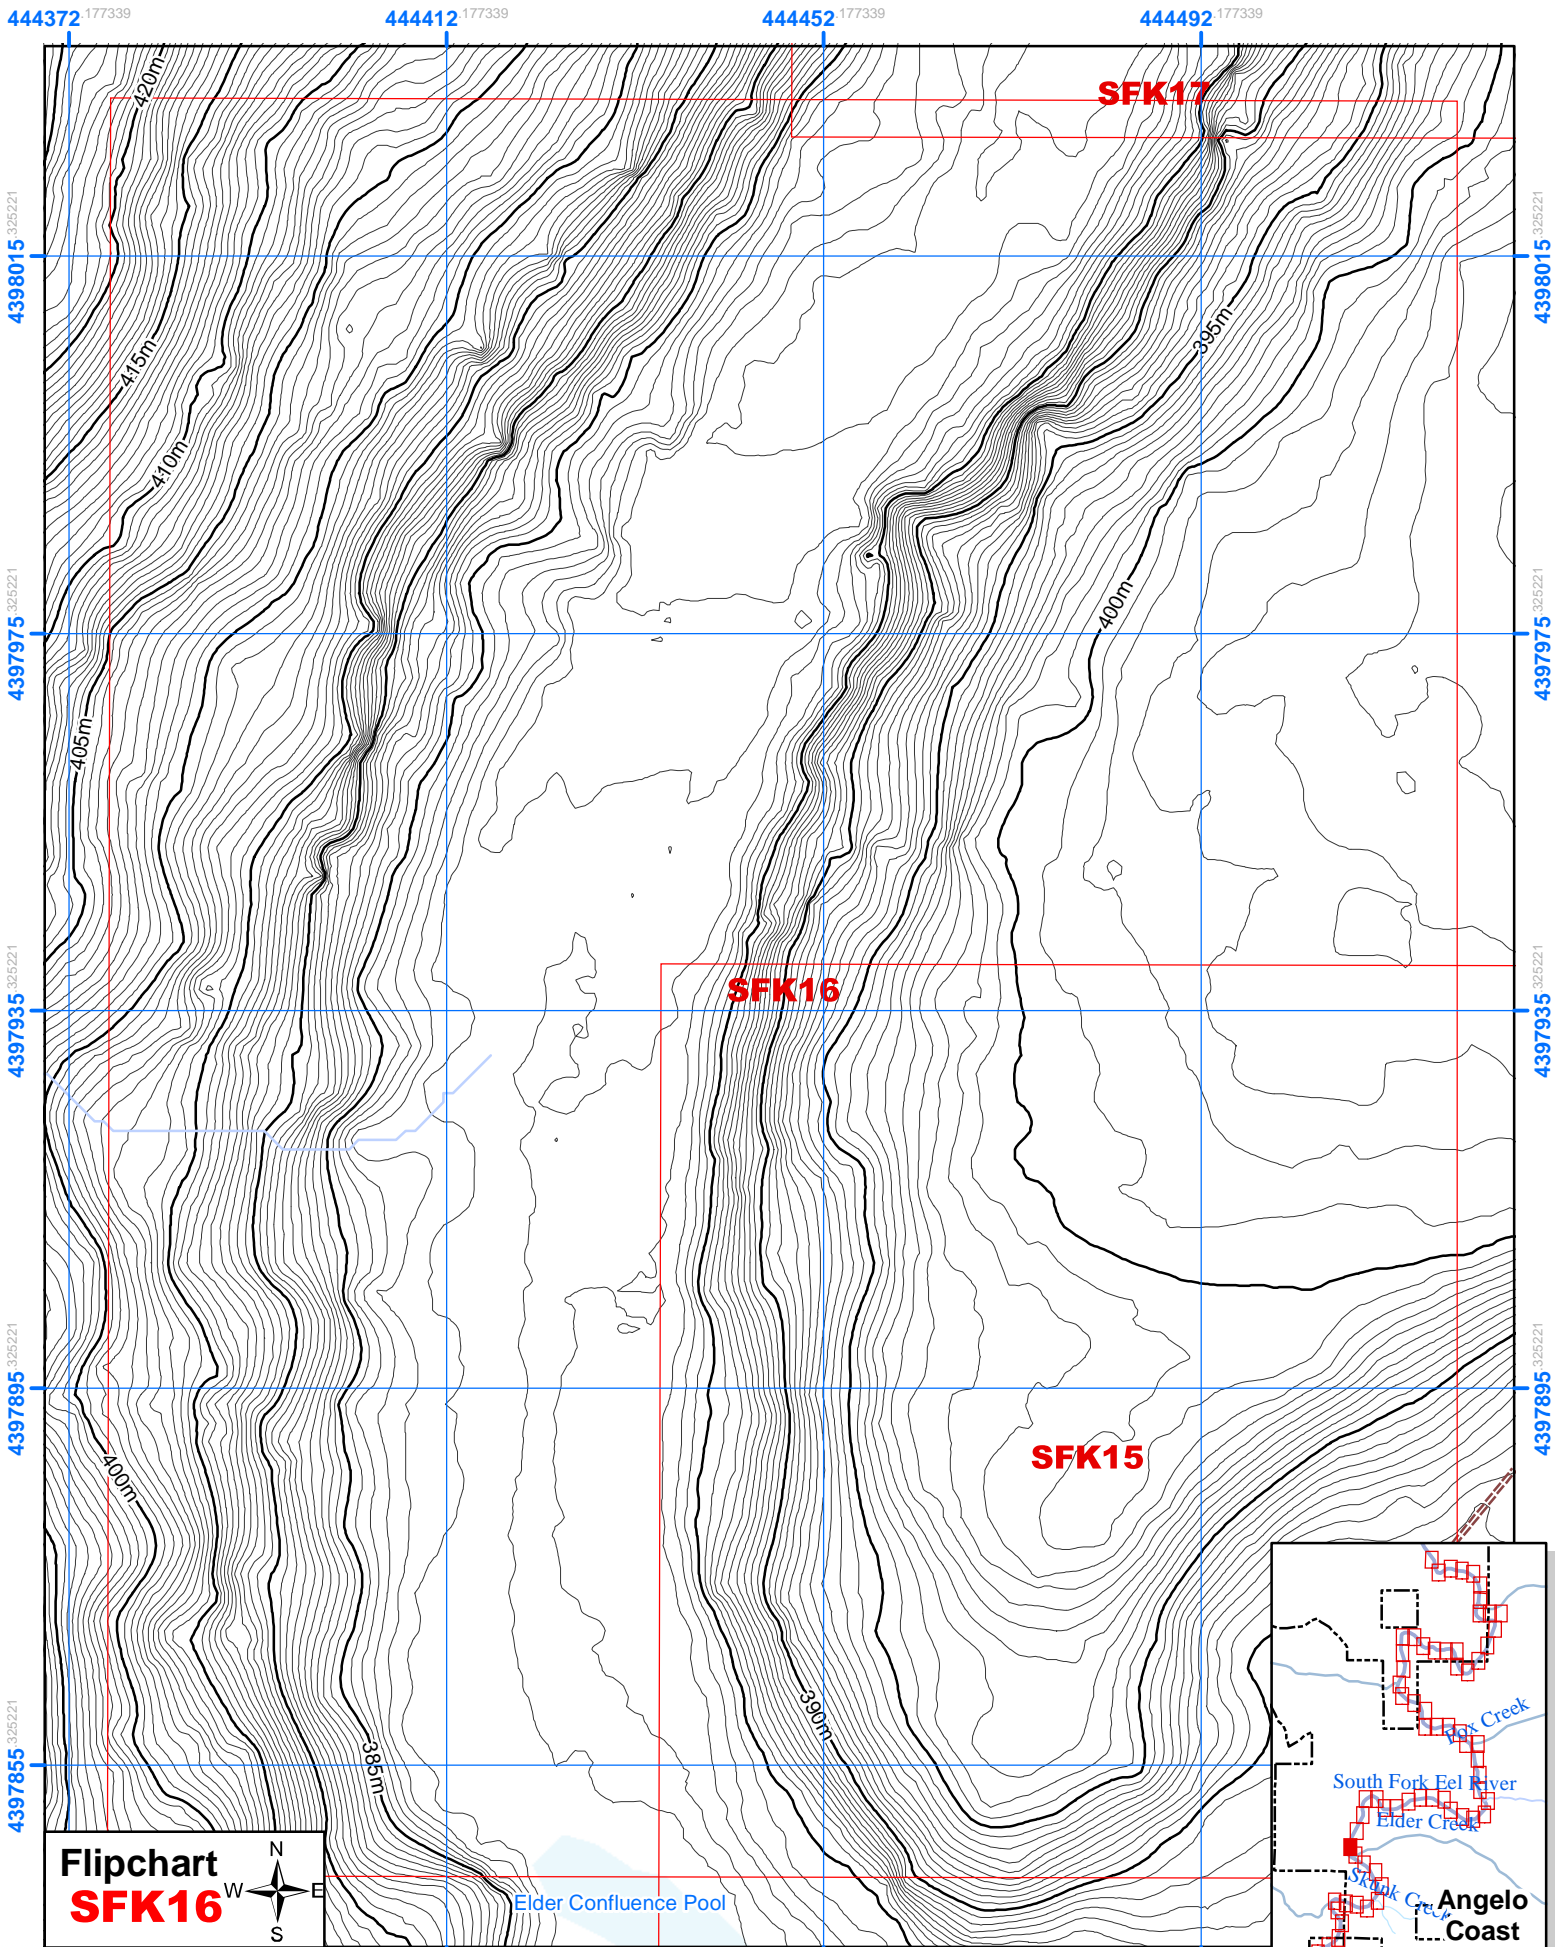 444372.177339
444412.177339
444452.177339
444492.177339
SFK17
420m
4398015.325221
4398015.325221
415m
395m
410m
400m
4397975.325221
4397975.325221
405m
SFK16
4397935.325221
4397935.325221
4397895.325221
4397895.325221
SFK15
400m
390m
385m
4397855.325221
Fox Creek
South Fork Eel River
Elder Creek
Skunk Creek
Angelo
Coast
Flipchart
SFK16
N
W
E
S
Elder Confluence Pool